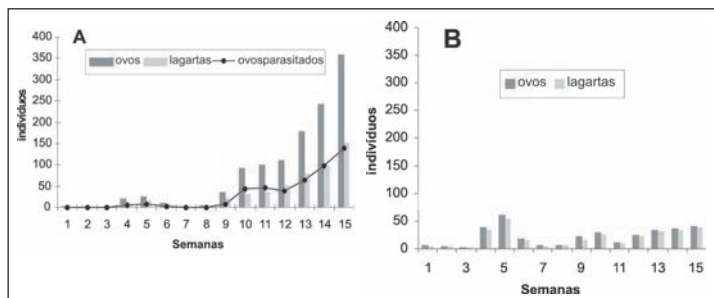 A
400
350
300
250
200
150
100
50
0
indivíduos
ovos lagartas ovosparasitados
1 2 3 4 5 6 7 8 9 10 11 12 13 14 15
Semanas
B
400
350
300
250
200
150
100
50
0
indivíduos
ovos lagartas
1 3 5 7 9 11 13 15
Semanas